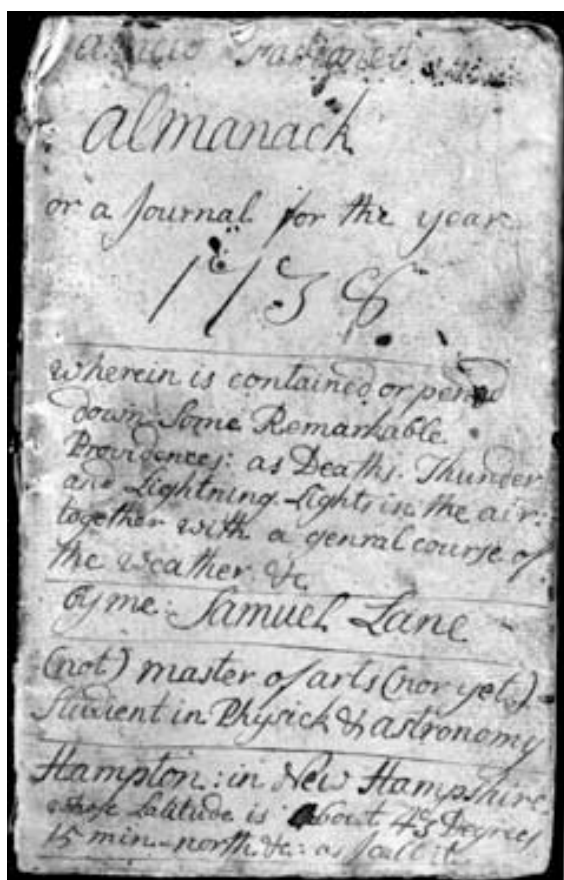 almanack
or a Journal for the year
1738
wherein is contained or pen'd
down Some Remarkable
Providences: as Deaths. Thunder
and Lightning. Lights in the air:
together with a genral course of
the weather &c
By me: Samuel Lane
(not) master of arts (nor yet)
Student in Physick & astronomy
Hampton: in New Hampshire
whose Latitude is about 43 Degrees
15 min - north &c: as I call it